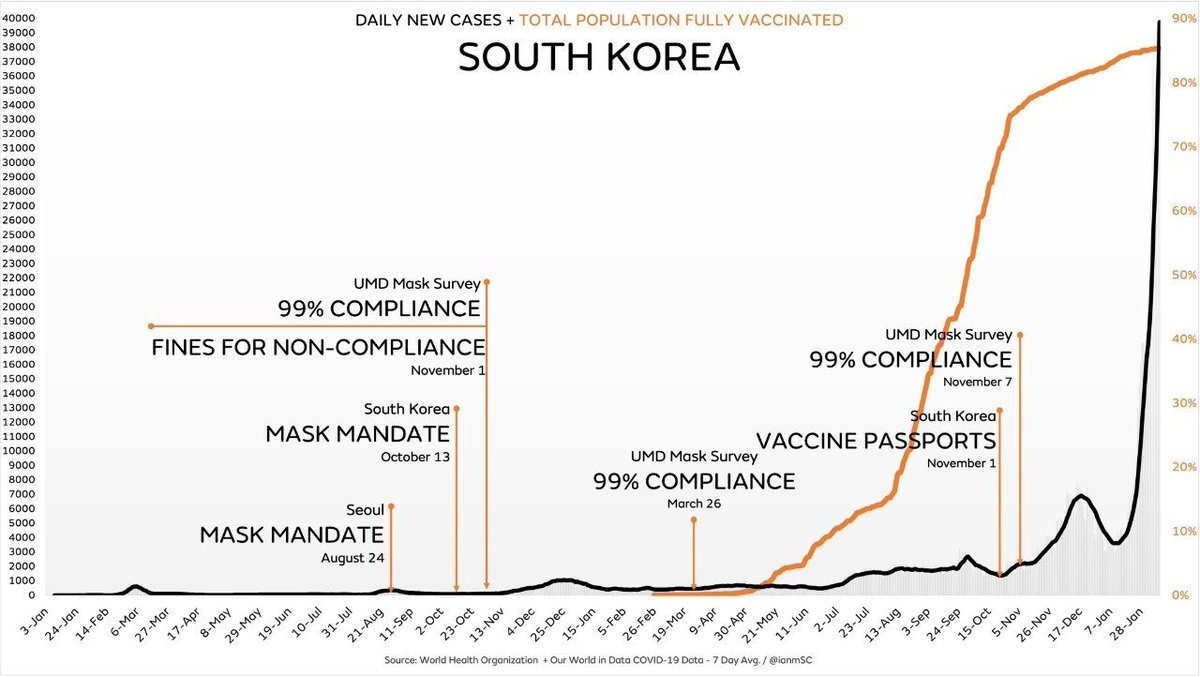 DAILY NEW CASES + TOTAL POPULATION FULLY VACCINATED
SOUTH KOREA
40000
39000
38000
37000
36000
35000
34000
33000
32000
31000
30000
29000
28000
27000
26000
25000
24000
23000
22000
21000
20000
19000
18000
17000
16000
15000
14000
13000
12000
11000
10000
9000
8000
7000
6000
5000
4000
3000
2000
1000
0
90%
80%
70%
60%
50%
40%
30%
20%
10%
0%
UMD Mask Survey
99% COMPLIANCE
FINES FOR NON-COMPLIANCE
November 1
South Korea
MASK MANDATE
October 13
Seoul
MASK MANDATE
August 24
UMD Mask Survey
99% COMPLIANCE
March 26
UMD Mask Survey
99% COMPLIANCE
November 7
South Korea
VACCINE PASSPORTS
November 1
3-Jan
24-Jan
14-Feb
6-Mar
27-Mar
17-Apr
8-May
29-May
19-Jun
10-Jul
31-Jul
21-Aug
11-Sep
2-Oct
23-Oct
13-Nov
4-Dec
25-Dec
15-Jan
5-Feb
26-Feb
19-Mar
9-Apr
30-Apr
21-May
11-Jun
2-Jul
23-Jul
13-Aug
3-Sep
24-Sep
15-Oct
5-Nov
26-Nov
17-Dec
7-Jan
28-Jan
Source: World Health Organization + Our World in Data COVID-19 Data - 7 Day Avg. / @ianmSC